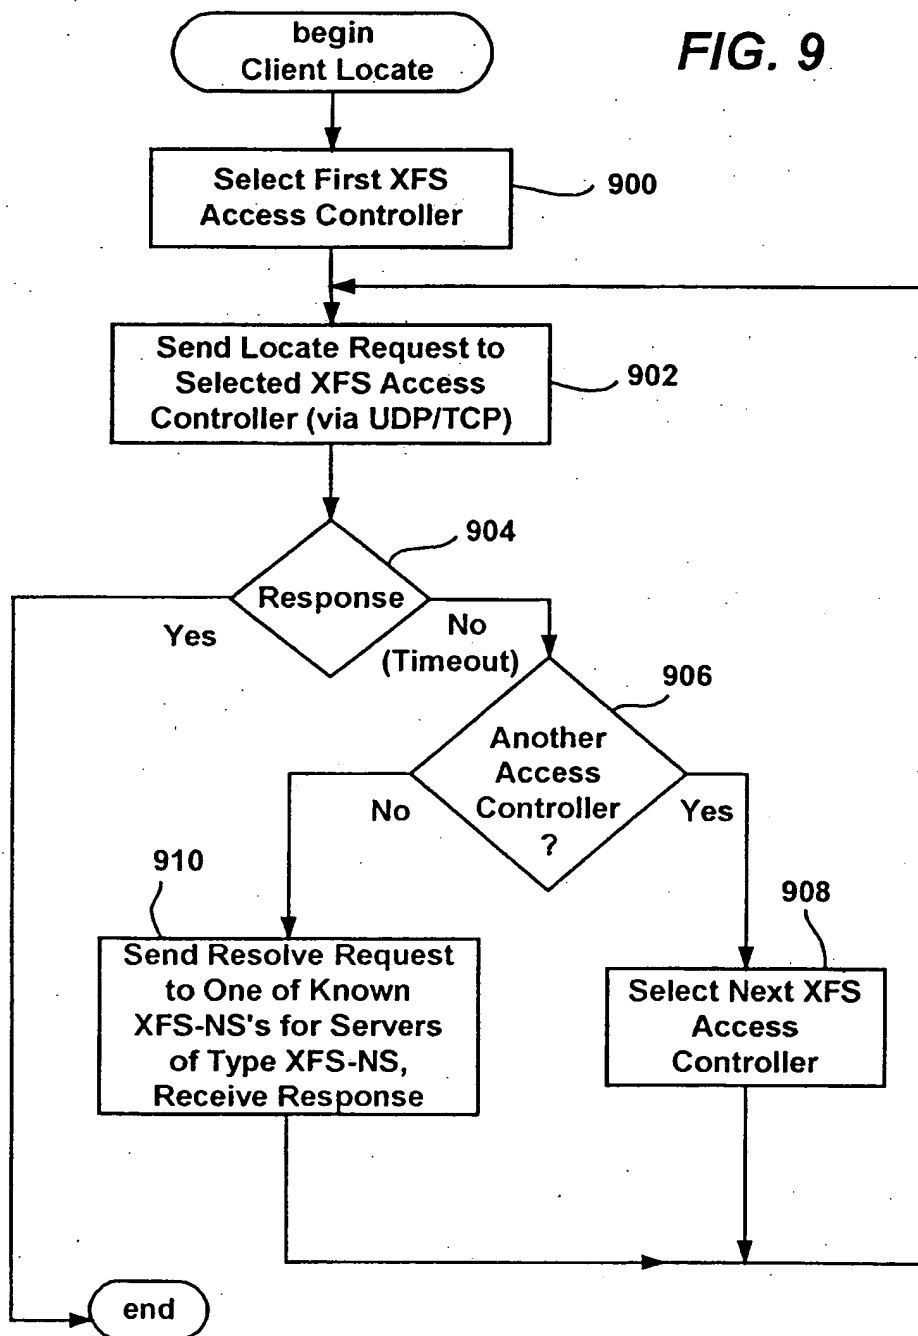 begin
Client Locate
FIG. 9
Select First XFS
Access Controller
900
Send Locate Request to
Selected XFS Access
Controller (via UDP/TCP)
902
904
Response
Yes
No
(Timeout)
906
Another
Access
Controller
?
No
Yes
910
Send Resolve Request
to One of Known
XFS-NS's for Servers
of Type XFS-NS,
Receive Response
908
Select Next XFS
Access
Controller
end